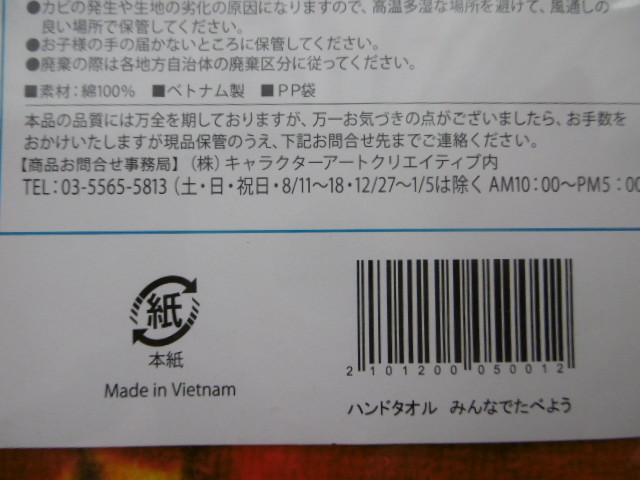 ●カビの発生や生地の劣化の原因になりますので、高温多湿な場所を避けて、風通しの
良い場所で保管してください。
●お子様の手の届かないところに保管してください。
●廃棄の際は各地方自治体の廃棄区分に従ってください。
■素材：綿100％ ■ベトナム製 ■PP袋
本品の品質には万全を期しておりますが、万一お気づきの点がございましたら、お手数を
おかけいたしますが現品保管のうえ、下記お問合せ先までご連絡ください。
【商品お問合せ事務局】（株）キャラクターアートクリエイティブ内
TEL：03-5565-5813（土・日・祝日・8/11～18・12/27～1/5は除く AM10：00～PM5：00
紙
本紙
Made in Vietnam
2101200050012
ハンドタオル みんなでたべよう